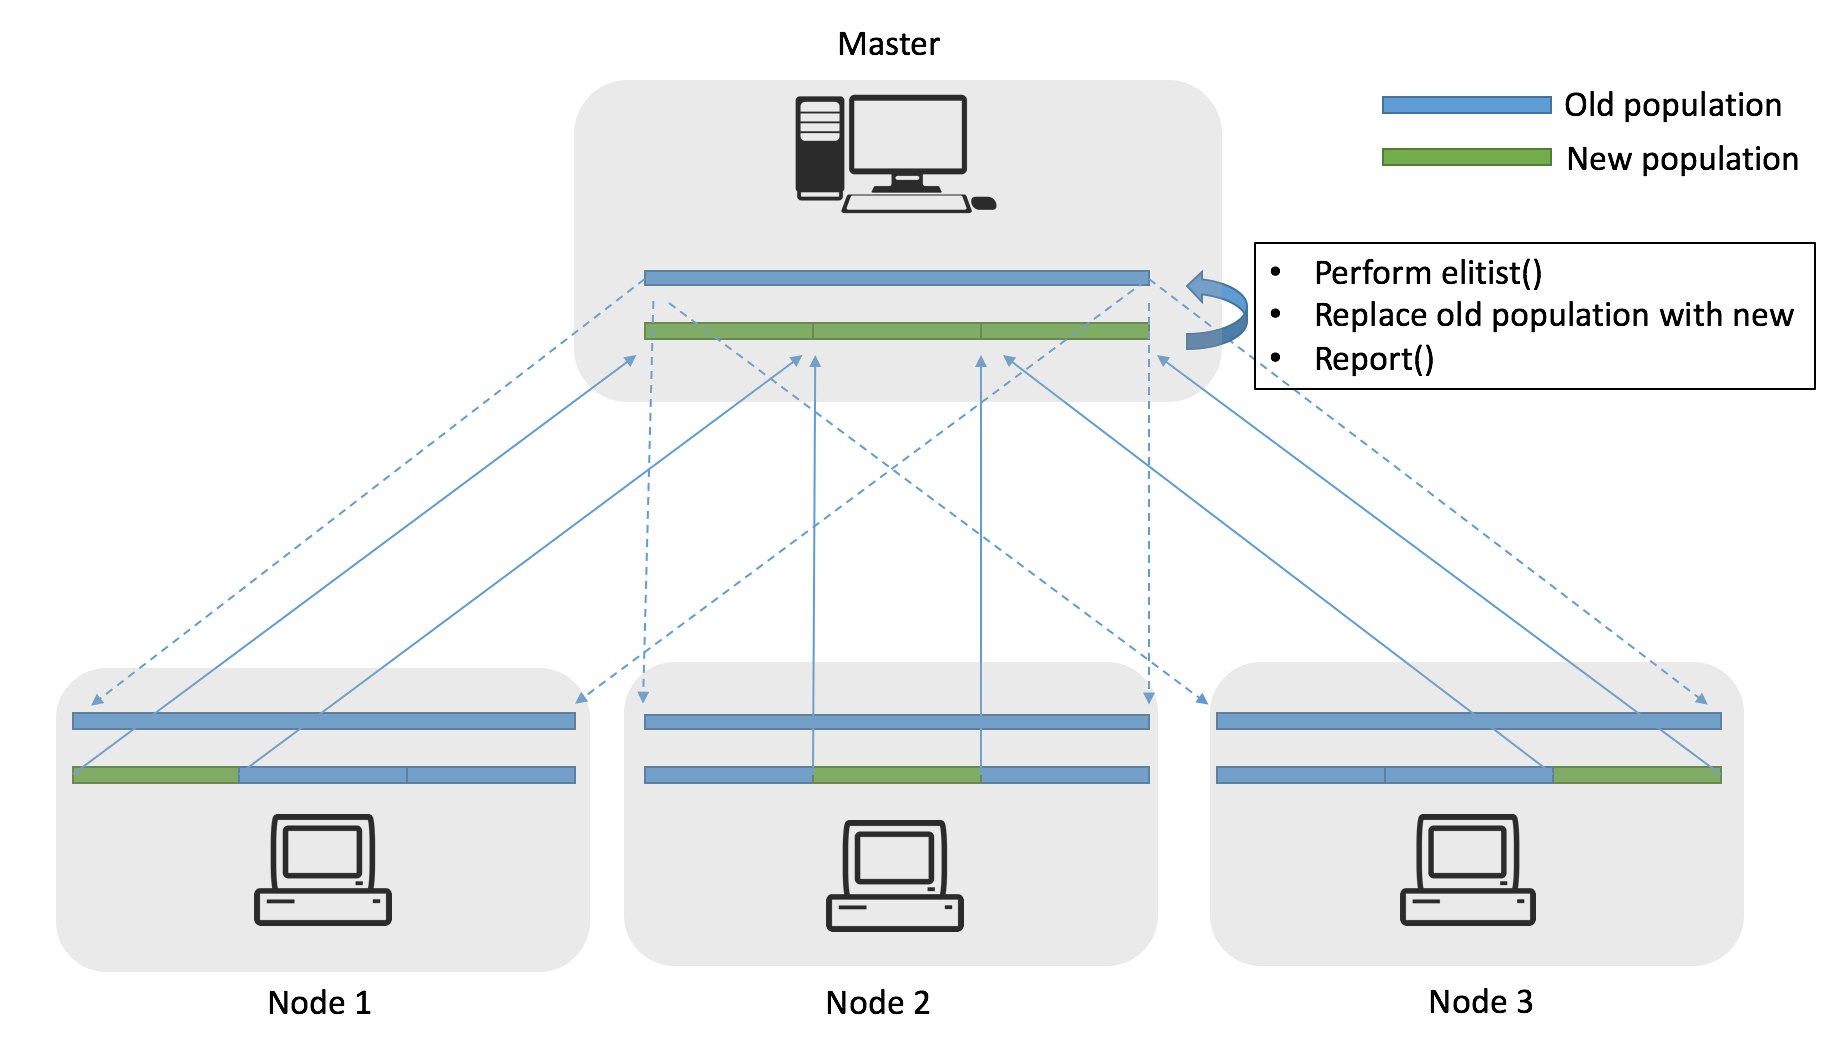 Master
Old population
New population
• Perform elitist()
• Replace old population with new
• Report()
Node 1
Node 2
Node 3